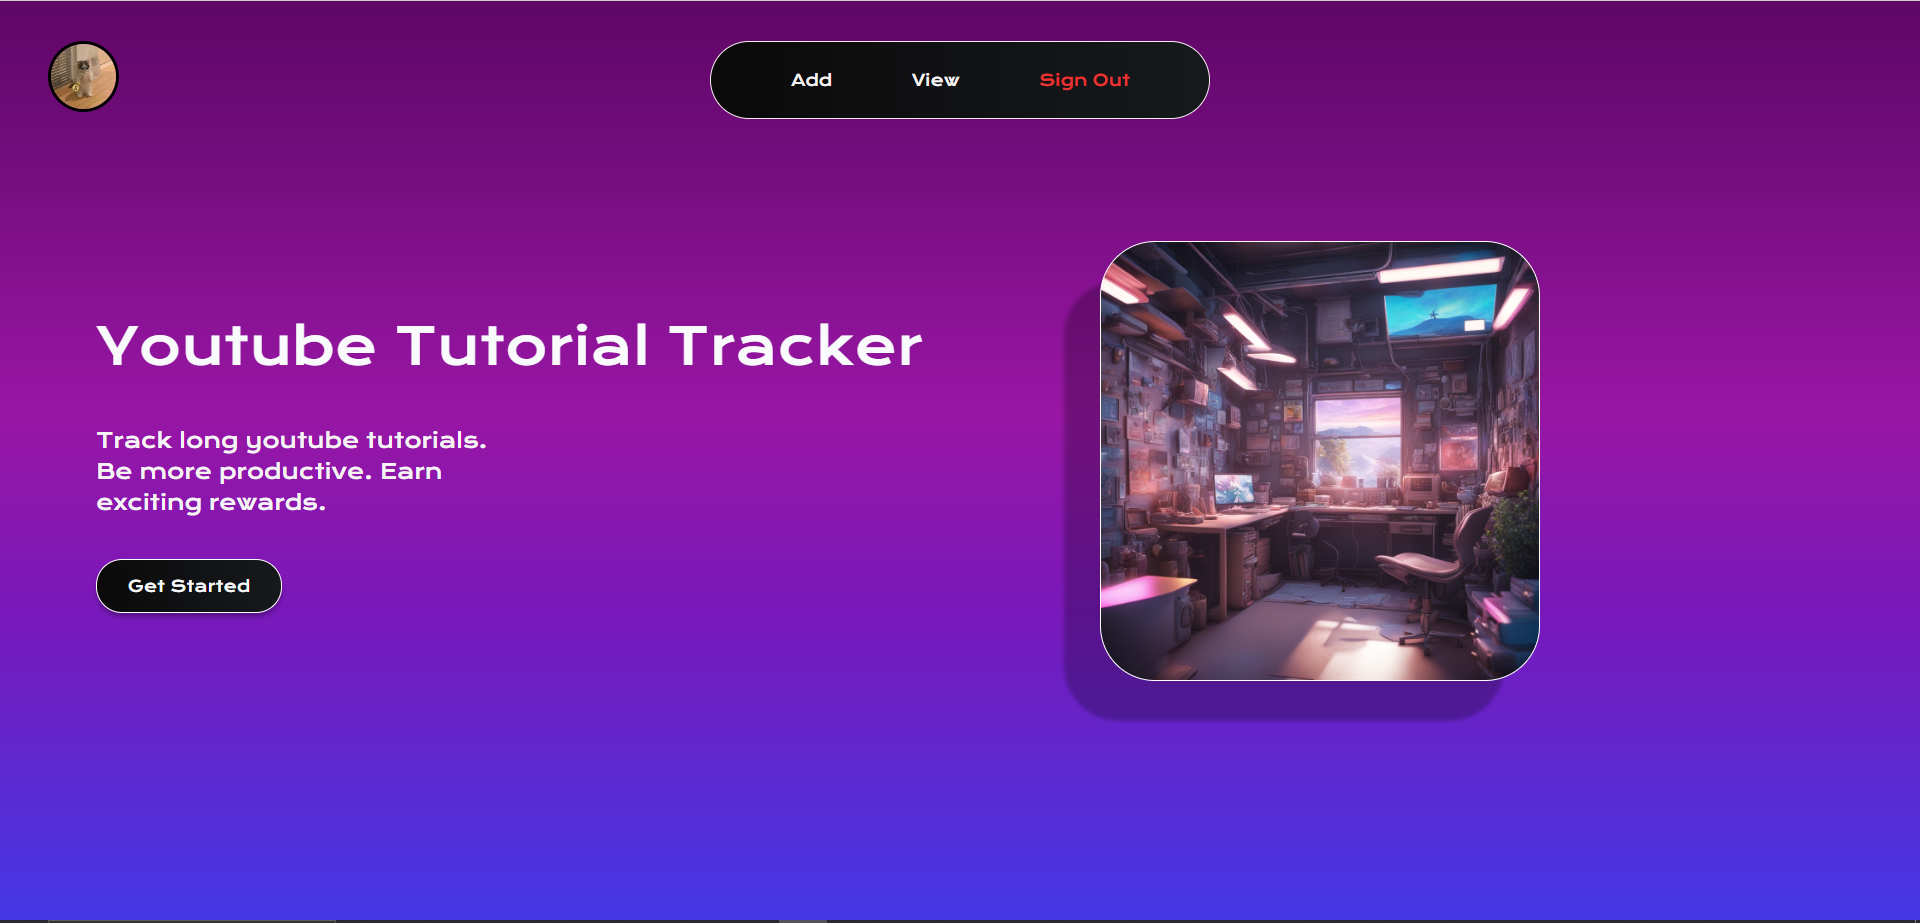 Add
View
Sign Out
Youtube Tutorial Tracker
Track long youtube tutorials.
Be more productive. Earn
exciting rewards.
Get Started